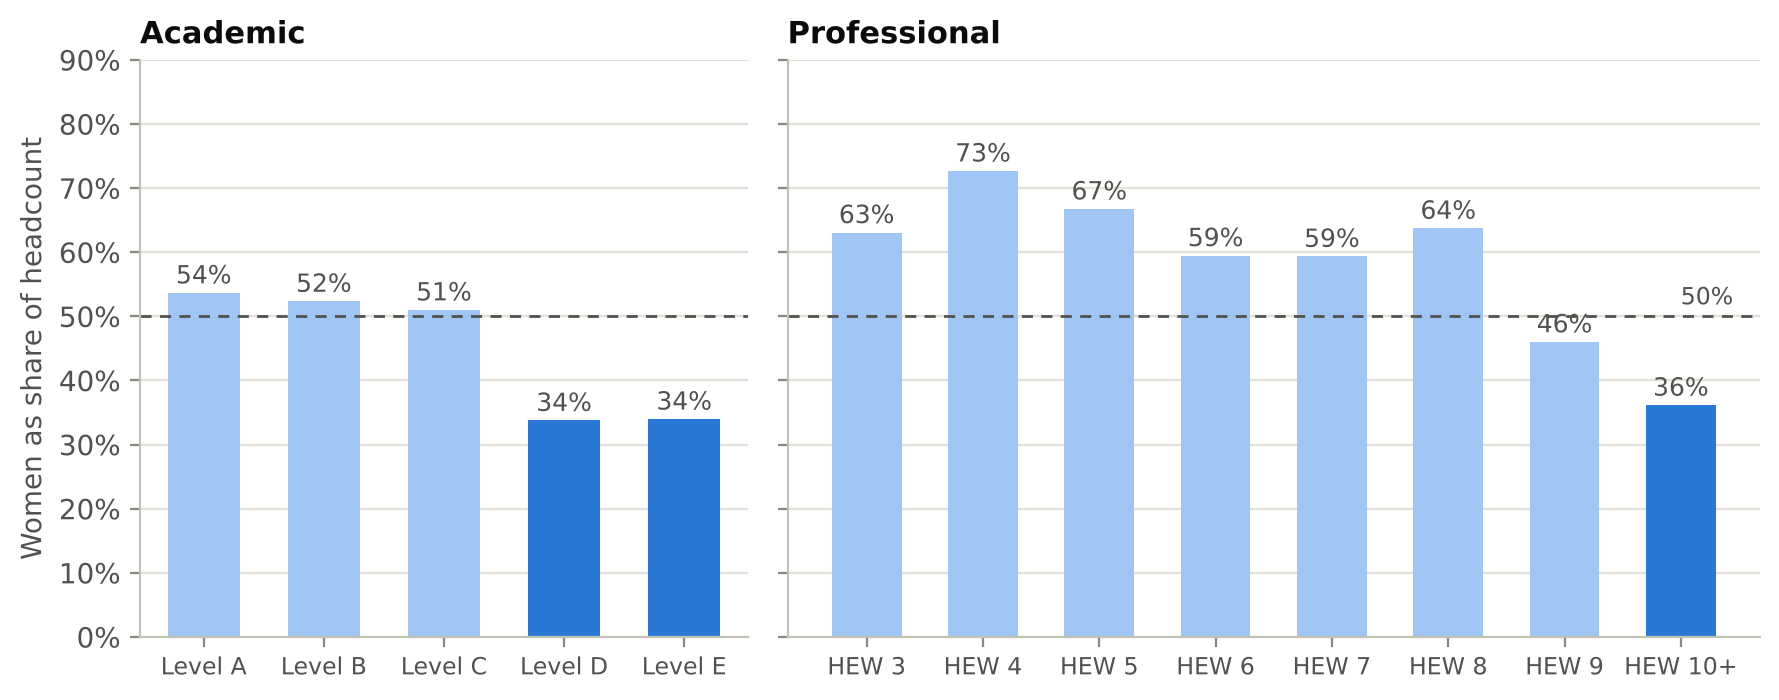 Academic
Professional
Women as share of headcount
90%
80%
70%
60%
50%
40%
30%
20%
10%
0%
54%
52%
51%
34%
34%
Level A
Level B
Level C
Level D
Level E
63%
73%
67%
59%
59%
64%
46%
36%
50%
HEW 3
HEW 4
HEW 5
HEW 6
HEW 7
HEW 8
HEW 9
HEW 10+